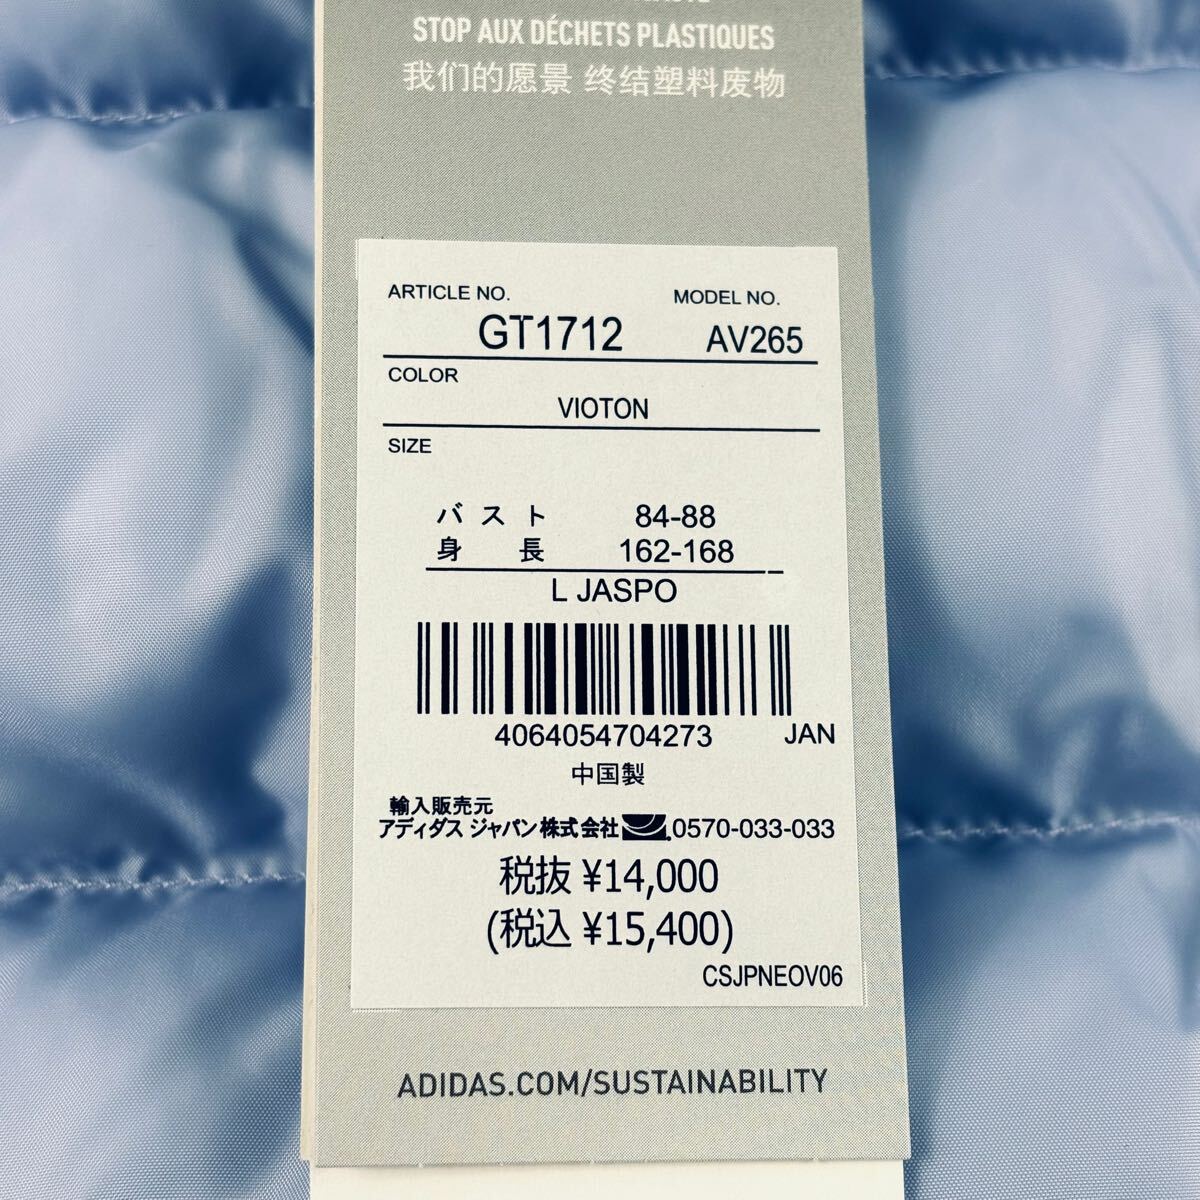 STOP AUX DÉCHETS PLASTIQUES
我们的愿景 终结塑料废物
ARTICLE NO. MODEL NO.
GT1712 AV265
COLOR
VIOTON
SIZE
バスト 84-88
身長 162-168
L JASPO
4064054704273 JAN
中国製
輸入販売元
アディダス ジャパン株式会社 0570-033-033
税抜 ¥14,000
(税込 ¥15,400)
CSJPNEOV06
ADIDAS.COM/SUSTAINABILITY